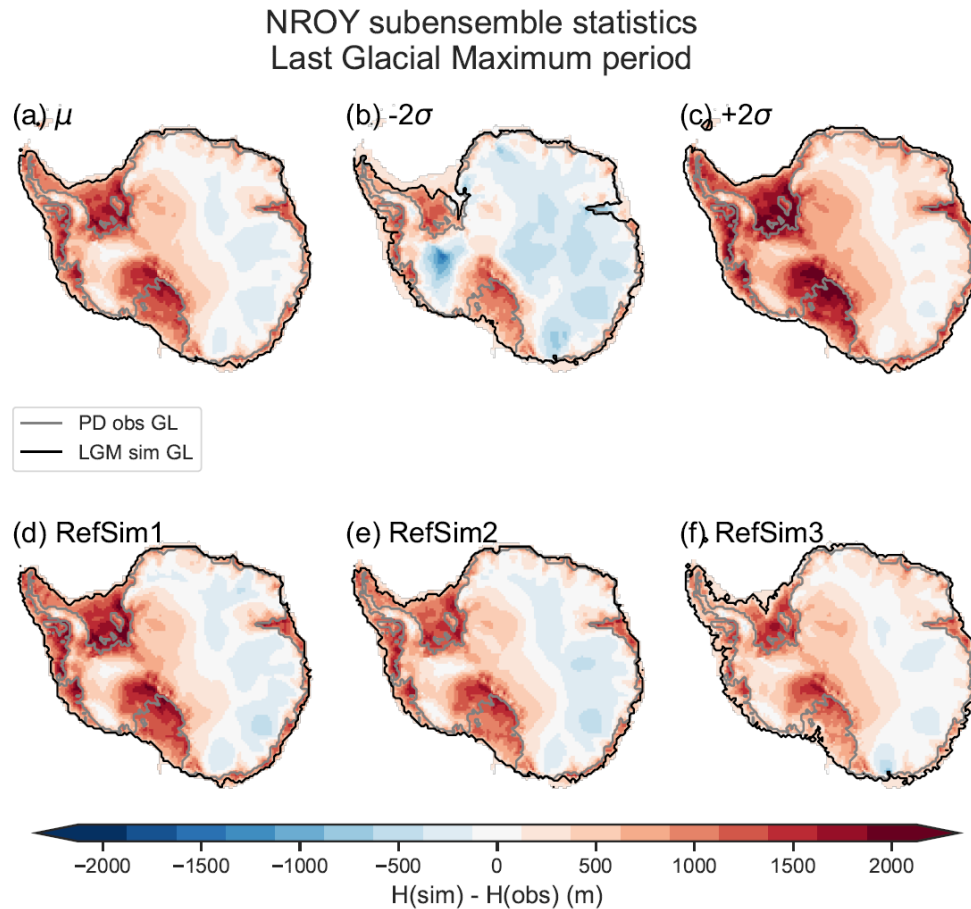 NROY subensemble statistics
Last Glacial Maximum period
(a) μ
(b) -2σ
(c) +2σ
PD obs GL
LGM sim GL
(d) RefSim1
(e) RefSim2
(f) RefSim3
−2000 −1500 −1000 −500 0 500 1000 1500 2000
H(sim) - H(obs) (m)